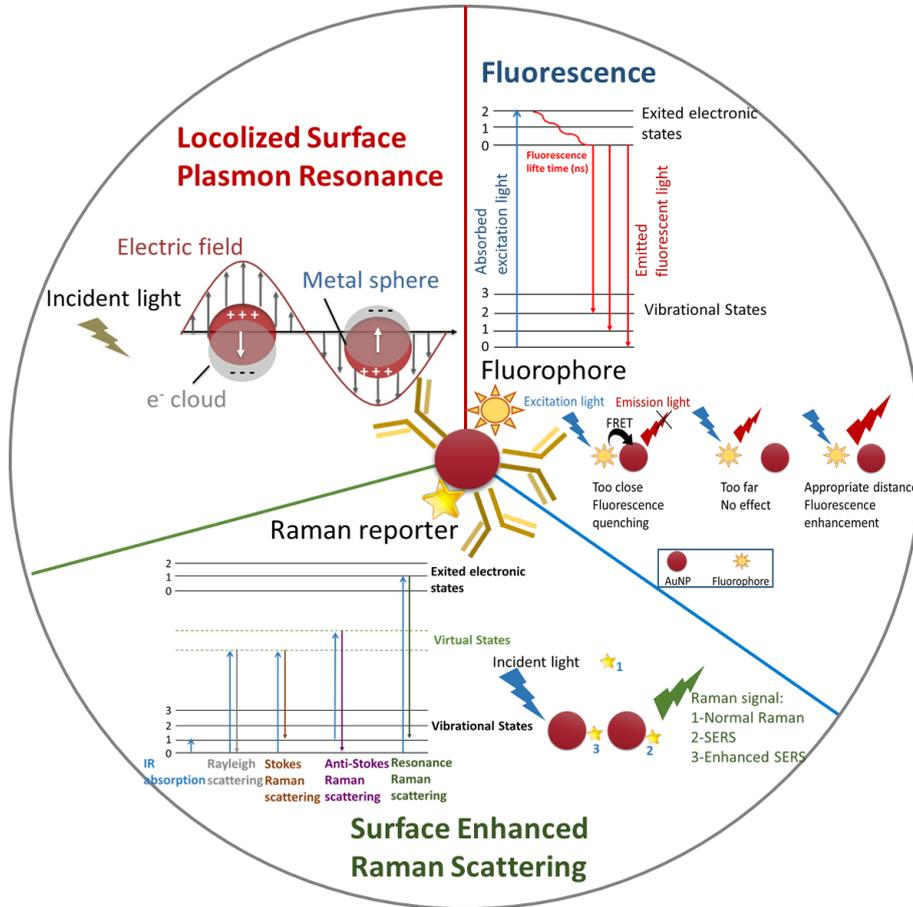 Locolized Surface
Plasmon Resonance
Electric field
Incident light
Metal sphere
+++
---
---
+++
e- cloud
Fluorescence
2
1
0
Exited electronic
states
Fluorescence
lifte time (ns)
Absorbed
excitation light
Emitted
fluorescent light
3
2
1
0
Vibrational States
Fluorophore
Excitation light
Emission light
FRET
Too close
Fluorescence
quenching
Too far
No effect
Appropriate distance
Fluorescence
enhancement
AuNP
Fluorophore
Raman reporter
2
1
0
Exited electronic
states
Virtual States
3
2
1
0
Vibrational States
IR
absorption
Rayleigh
scattering
Stokes
Raman
scattering
Anti-Stokes
Raman
scattering
Resonance
Raman
scattering
Incident light
1
3
2
Raman signal:
1-Normal Raman
2-SERS
3-Enhanced SERS
Surface Enhanced
Raman Scattering